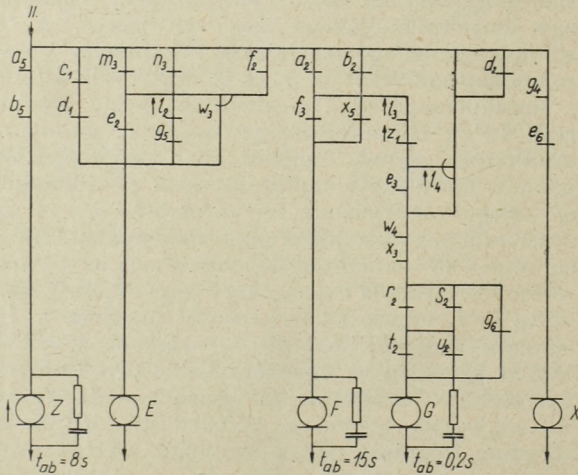 II.
a5 c1 m3 n3 f2 a2 b2 d2 g4
b5 d1 e2 l2 w3 f3 x5 l3 e6
g5 z1
e3 l4
w4
x3
r2 s2 g6
t2 u2
Z E F G X
tab = 8s tab = 15s tab = 0,2s